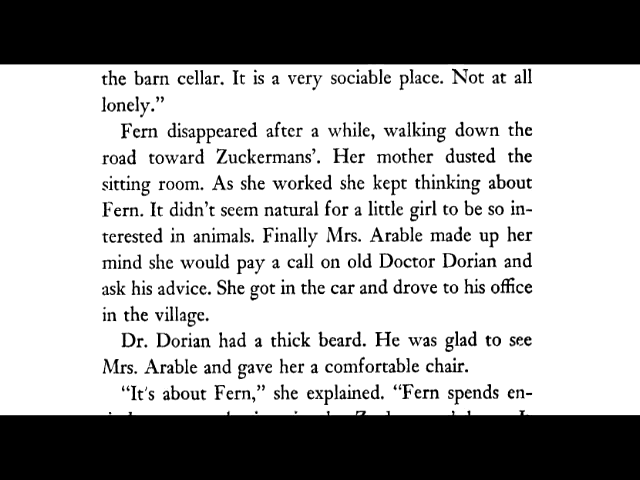 the barn cellar. It is a very sociable place. Not at all
lonely.”
Fern disappeared after a while, walking down the
road toward Zuckermans’. Her mother dusted the
sitting room. As she worked she kept thinking about
Fern. It didn’t seem natural for a little girl to be so in-
terested in animals. Finally Mrs. Arable made up her
mind she would pay a call on old Doctor Dorian and
ask his advice. She got in the car and drove to his office
in the village.
Dr. Dorian had a thick beard. He was glad to see
Mrs. Arable and gave her a comfortable chair.
“It’s about Fern,” she explained. “Fern spends en-